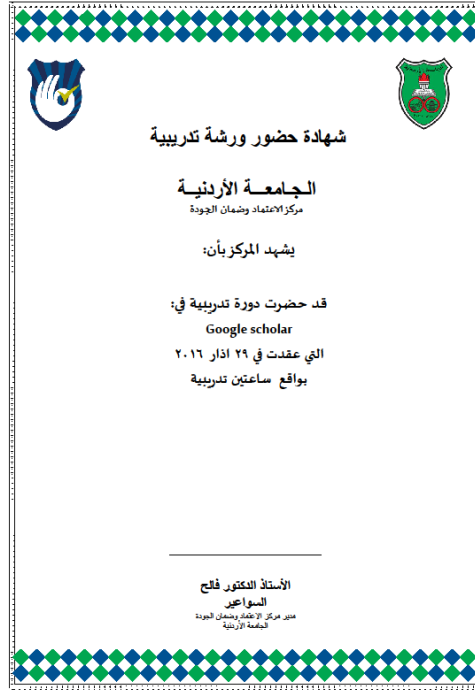 شهادة حضور ورشة تدريبية
الـجـامعـــة الأردنيــة
مركز الاعتماد وضمان الجودة
يشهد المركز بأن:
قد حضرت دورة تدريبية في:
Google scholar
التي عقدت في ٢٩ اذار ٢٠١٦
بواقع ساعتين تدريبية
الأستاذ الدكتور فالح
السواعير
مدير مركز الاعتماد وضمان الجودة
الجامعة الأردنية